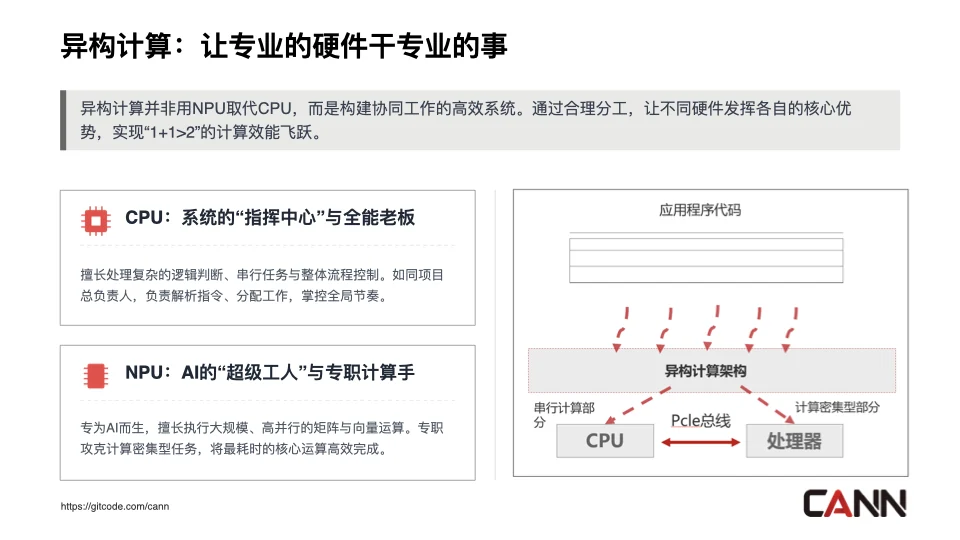 异构计算：让专业的硬件干专业的事
异构计算并非用NPU取代CPU，而是构建协同工作的高效系统。通过合理分工，让不同硬件发挥各自的核心优
势，实现“1+1>2”的计算效能飞跃。
CPU：系统的“指挥中心”与全能老板
擅长处理复杂的逻辑判断、串行任务与整体流程控制。如同项目
总负责人，负责解析指令、分配工作，掌控全局节奏。
NPU：AI的“超级工人”与专职计算手
专为AI而生，擅长执行大规模、高并行的矩阵与向量运算。专职
攻克计算密集型任务，将最耗时的核心运算高效完成。
应用程序代码
异构计算架构
串行计算部
分
计算密集型部分
PcIe总线
CPU
处理器
https://gitcode.com/cann
CANN